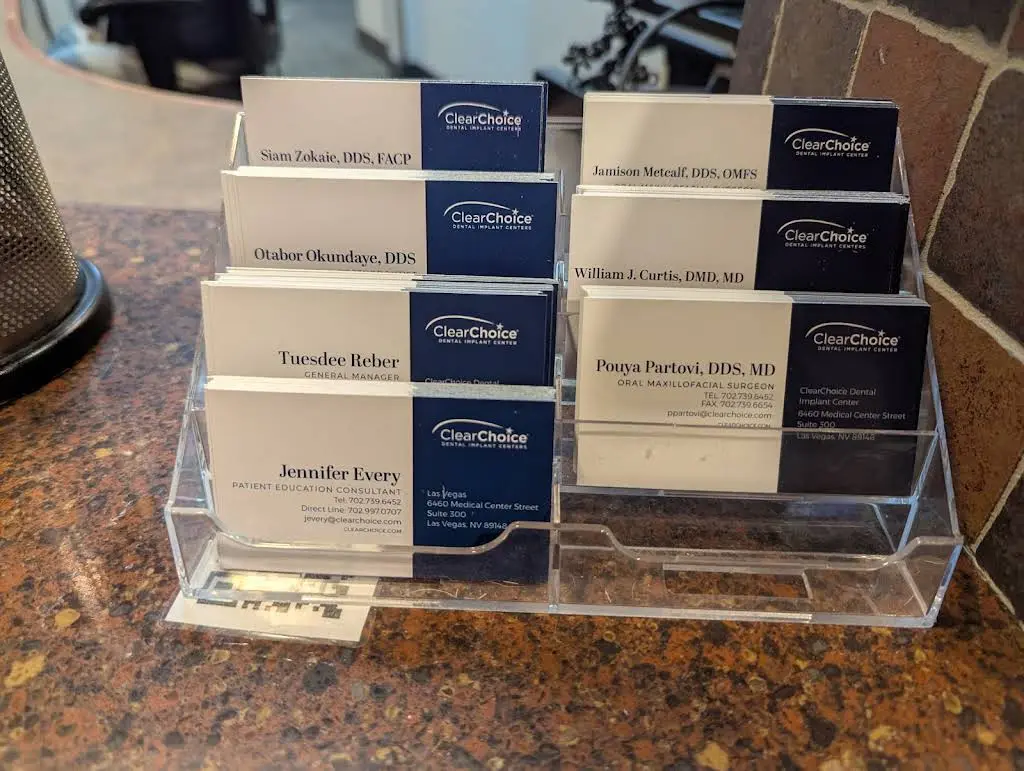 ClearChoice
DENTAL IMPLANT CENTERS
Siam Zokaie, DDS, FACP
ClearChoice
DENTAL IMPLANT CENTERS
Otabor Okundaye, DDS
ClearChoice
DENTAL IMPLANT CENTER
Tuesdee Reber
GENERAL MANAGER
ClearChoice Dental
ClearChoice
DENTAL IMPLANT CENTERS
Jennifer Every
PATIENT EDUCATION CONSULTANT
Tel: 702.739.6452
Direct Line: 702.997.0707
jevery@clearchoice.com
CLEARCHOICE.COM
Las Vegas
6460 Medical Center Street
Suite 300
Las Vegas, NV 89148
ClearChoice
DENTAL IMPLANT CENTER
Jamison Metcalf, DDS, OMFS
ClearChoice
DENTAL IMPLANT CENTERS
William J. Curtis, DMD, MD
ClearChoice
DENTAL IMPLANT CENTER
Pouya Partovi, DDS, MD
ORAL MAXILLOFACIAL SURGEON
TEL. 702.739.6452
FAX. 702.739.6654
ppartovi@clearchoice.com
CLEARCHOICE.COM
ClearChoice Dental
Implant Center
6460 Medical Center Street
Suite 300
Las Vegas, NV 89148